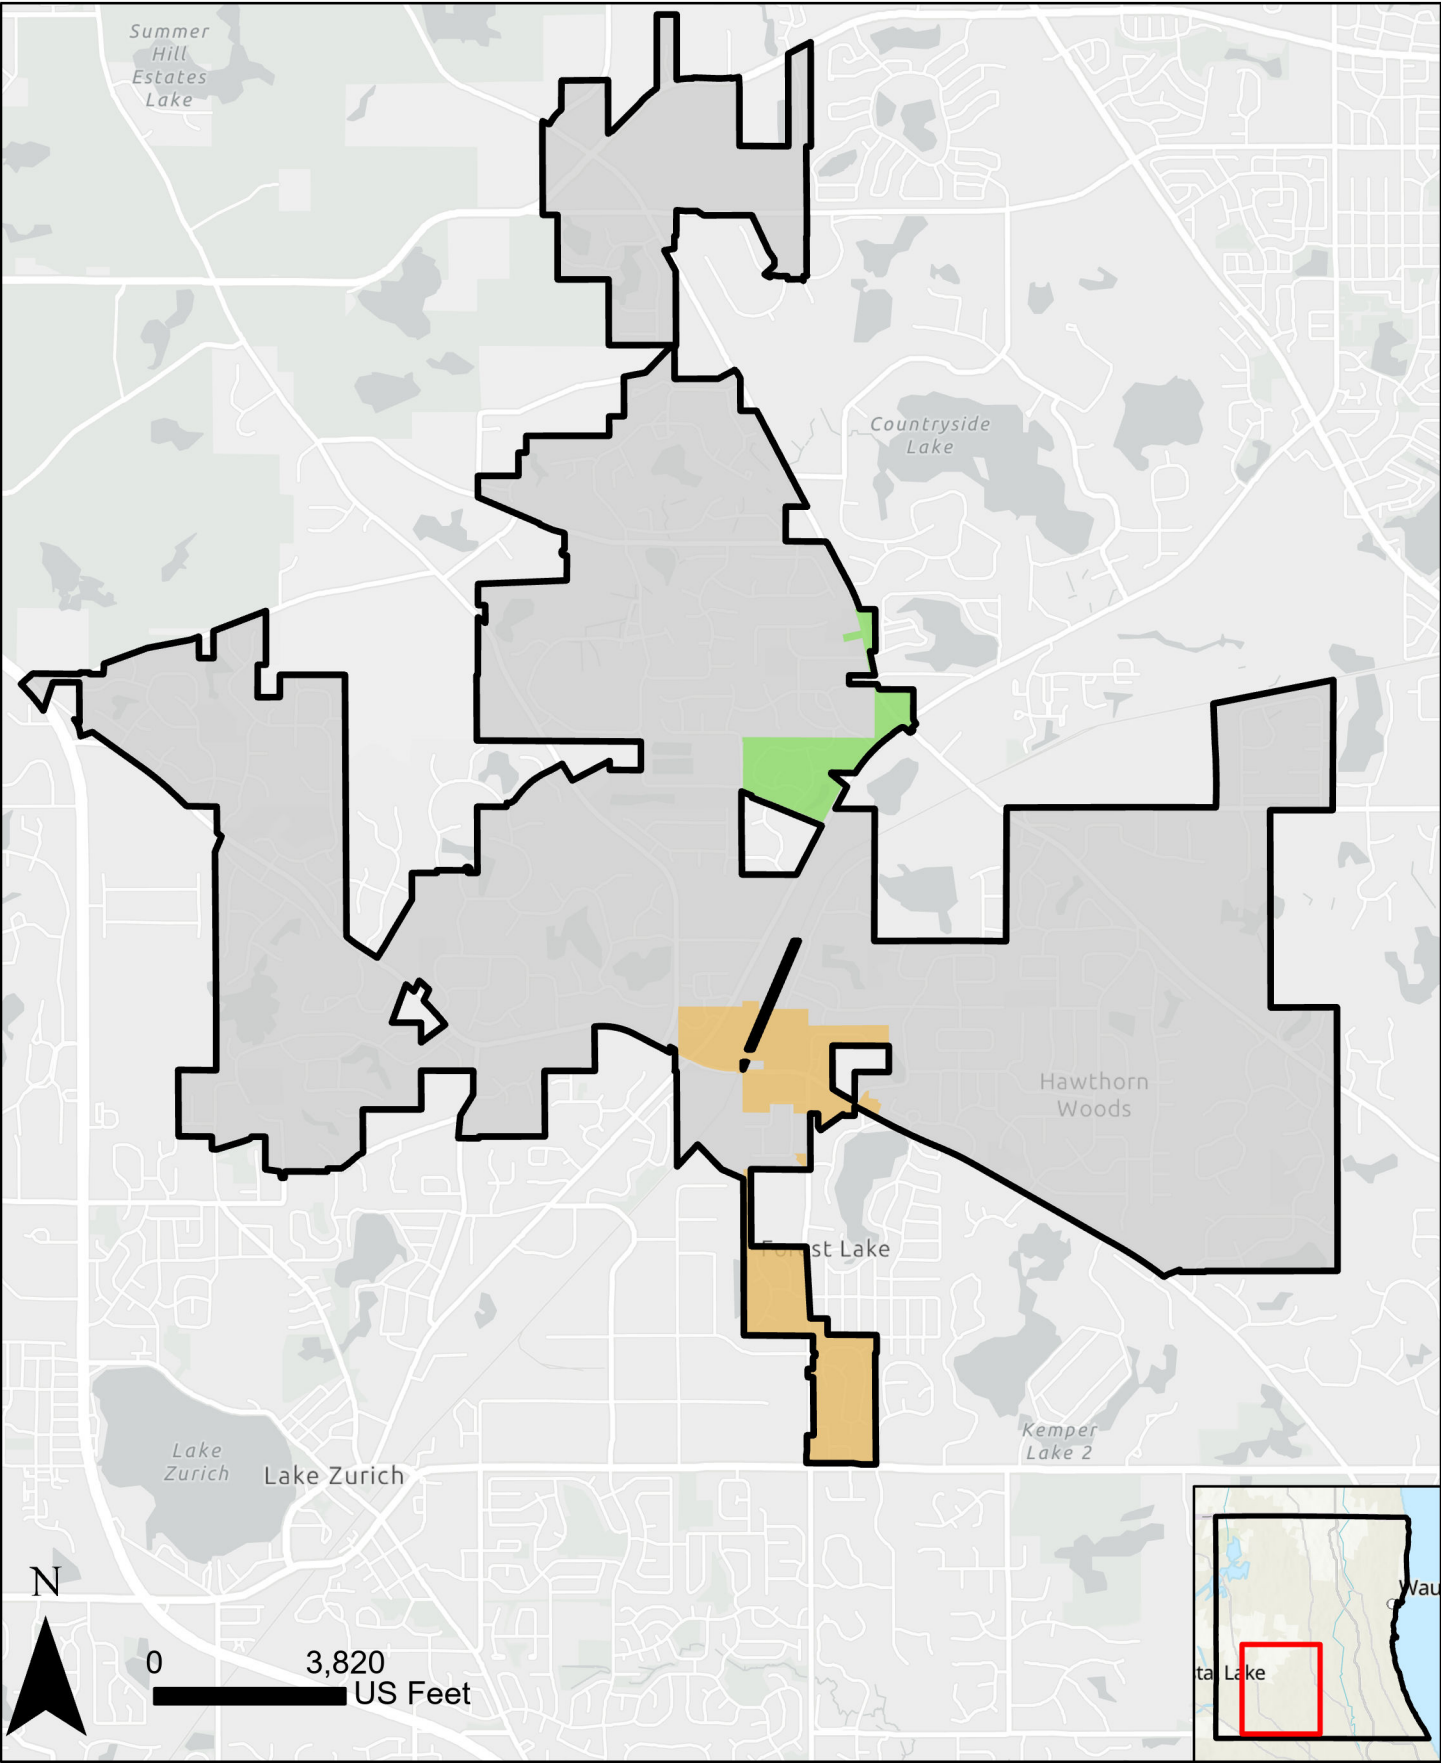 Summer
Hill
Estates
Lake
Countryside
Lake
Hawthorn
Woods
st Lake
Kemper
Lake 2
Lake
Zurich
Lake Zurich
N
0 3,820
US Feet
Wau
ta Lake